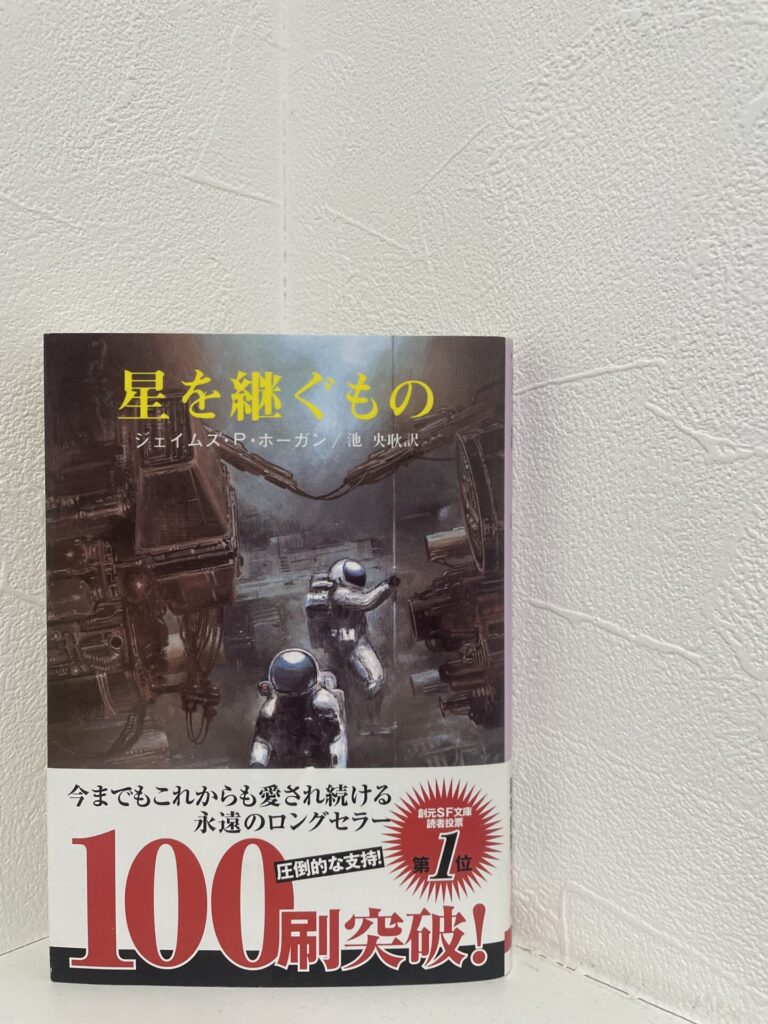 星を継ぐもの
ジェイムズ・P・ホーガン/池 央耿訳
今までもこれからも愛され続ける
永遠のロングセラー
創元SF文庫
読者投票
第1位
圧倒的な支持!
100刷突破!